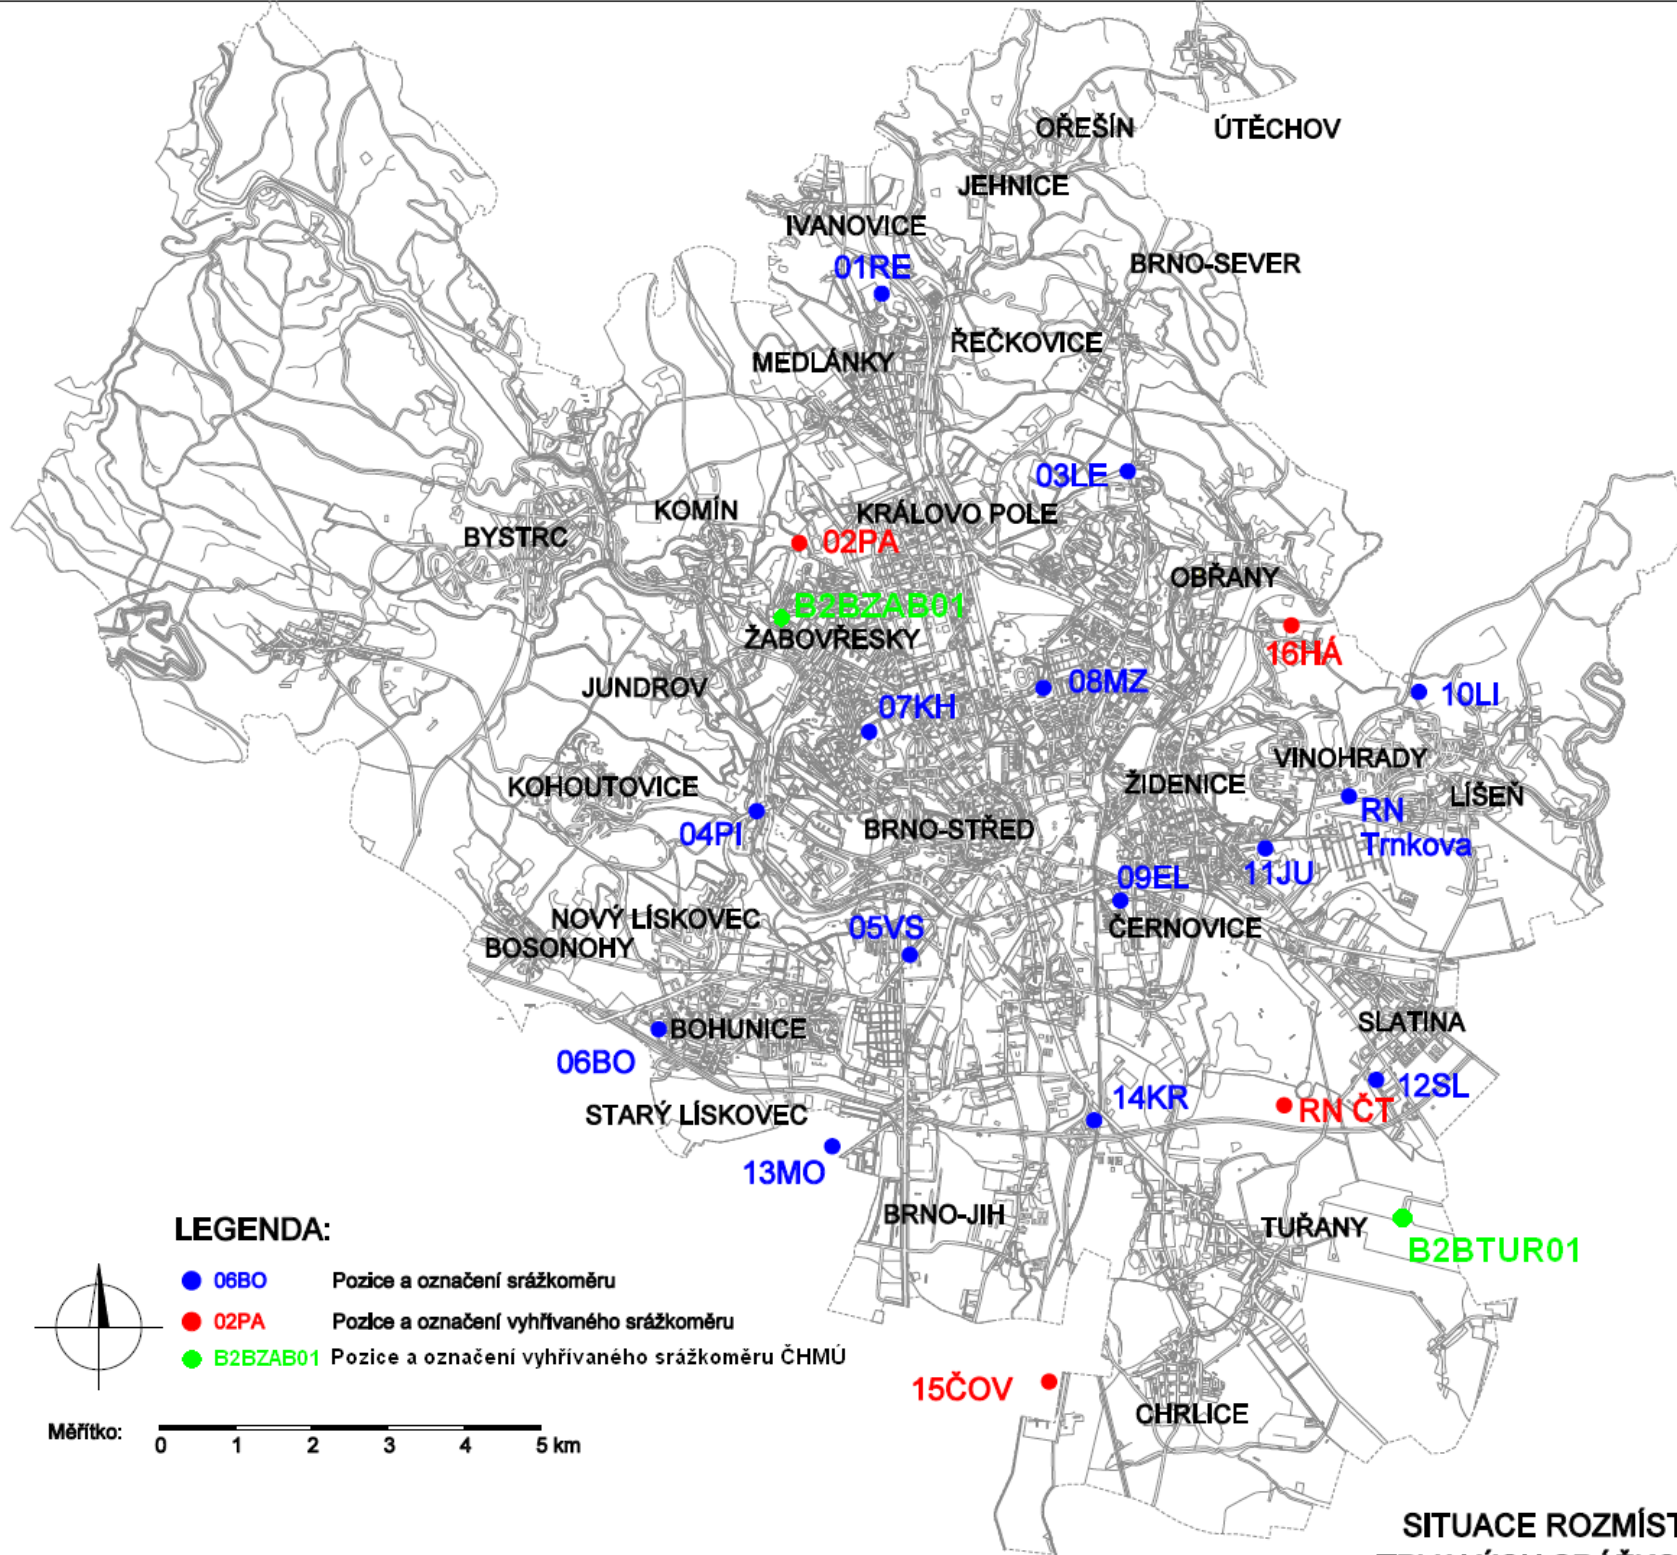 OŘEŠÍN
ÚTĚCHOV
JEHNICE
IVANOVICE
01RE
BRNO-SEVER
ŘEČKOVICE
MEDLÁNKY
03LE
KOMÍN
KRÁLOVO POLE
BYSTRC
02PA
OBŘANY
B2BZAB01
ŽABOVŘESKY
16HÁ
JUNDROV
08MZ
10LI
07KH
VINOHRADY
KOHOUTOVICE
ŽIDENICE
LÍŠEŇ
04PI
BRNO-STŘED
RN
Trnkova
11JU
09EL
NOVÝ LÍSKOVEC
05VS
ČERNOVICE
BOSONOHY
SLATINA
BOHUNICE
06BO
12SL
14KR
RN ČT
STARÝ LÍSKOVEC
13MO
BRNO-JIH
TUŘANY
B2BTUR01
LEGENDA:
06BO Pozice a označení srážkoměru
02PA Pozice a označení vyhřívaného srážkoměru
B2BZAB01 Pozice a označení vyhřívaného srážkoměru ČHMÚ
15ČOV
CHRLICE
Měřítko:
0 1 2 3 4 5 km
SITUACE ROZMÍST